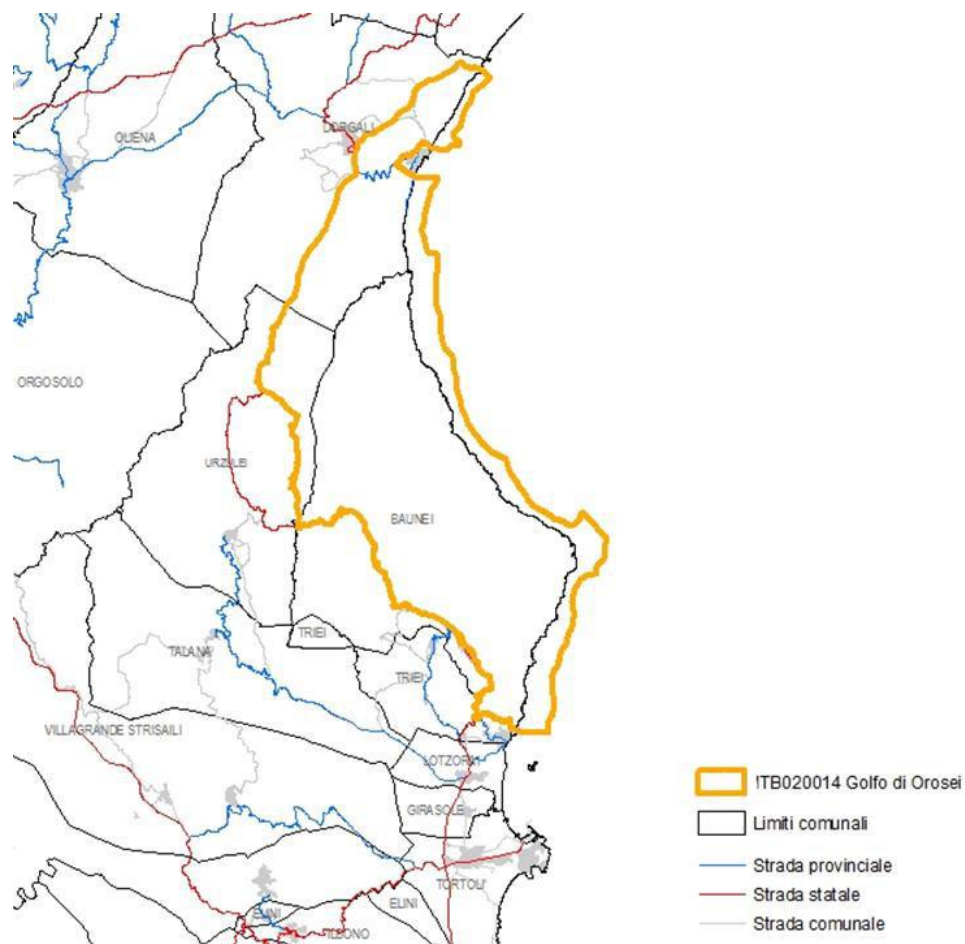 DORGALI
OLIENA
ORGOSOLO
URZULEI
BAUNEI
TRIEI
TALANA
TRIEI
VILLAGRANDE STRISAILI
LOTZORAI
GIRASOLE
TORTOLI'
ELINI
ELINI
ILBONO
ITB020014 Golfo di Orosei
Limiti comunali
Strada provinciale
Strada statale
Strada comunale